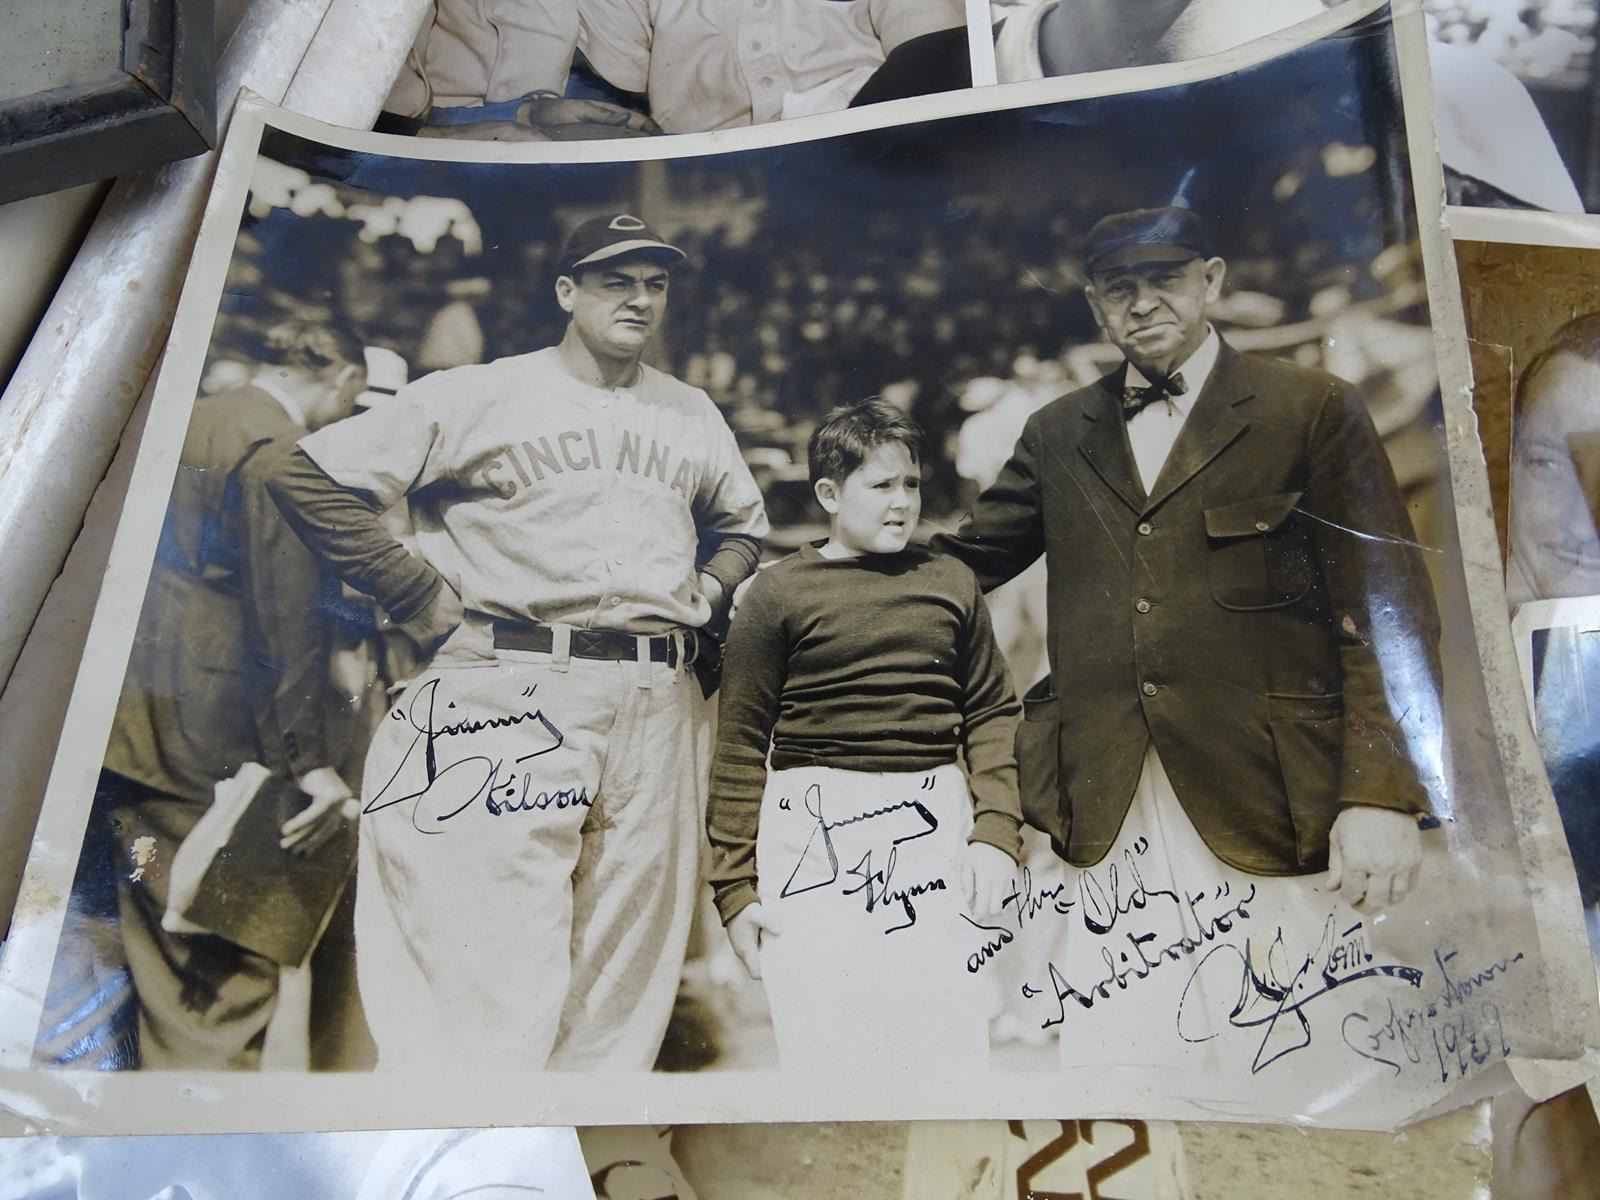 C
CINCINNATI
"Jimmy"
Wilson
"Jimmy"
Flynn
and the "Old"
"Arbitrator"
Cooperstown
1939
22